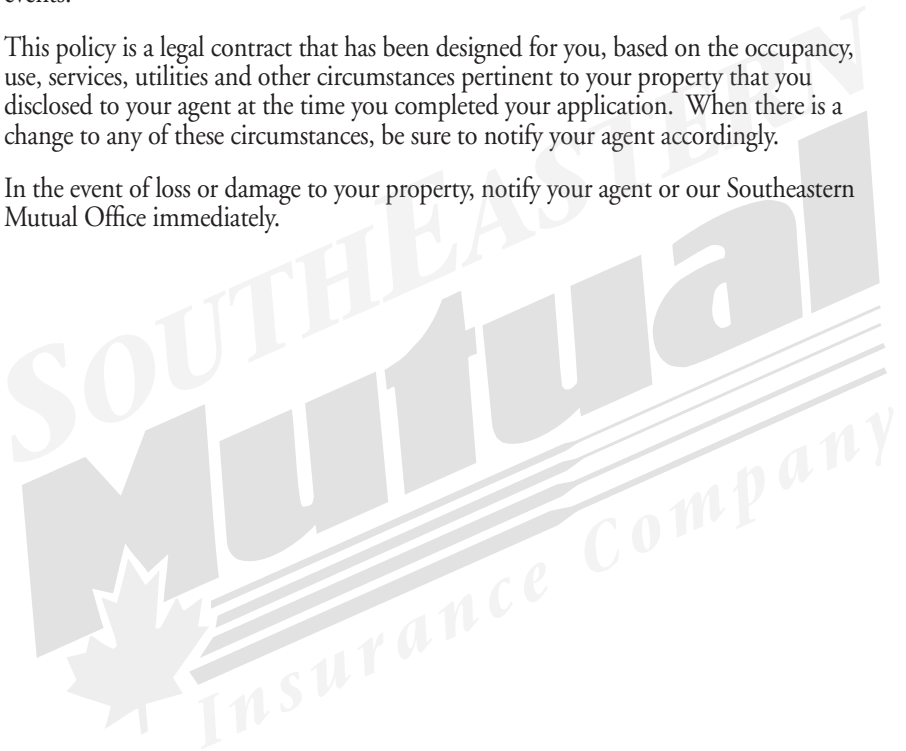 events.
This policy is a legal contract that has been designed for you, based on the occupancy,
use, services, utilities and other circumstances pertinent to your property that you
disclosed to your agent at the time you completed your application.  When there is a
change to any of these circumstances, be sure to notify your agent accordingly.
In the event of loss or damage to your property, notify your agent or our Southeastern
Mutual Office immediately.
SOUTHEASTERN
Mutual
Insurance Company